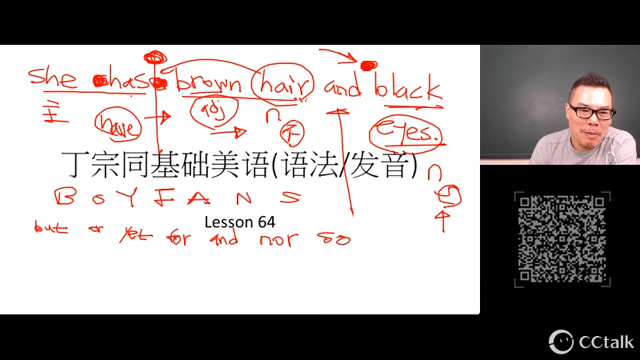 she has brown hair and black
主 have adj n eyes.
不
丁宗同基础美语(语法/发音) n
B O Y F A N S
Lesson 64
but or yet for and nor so
CCtalk